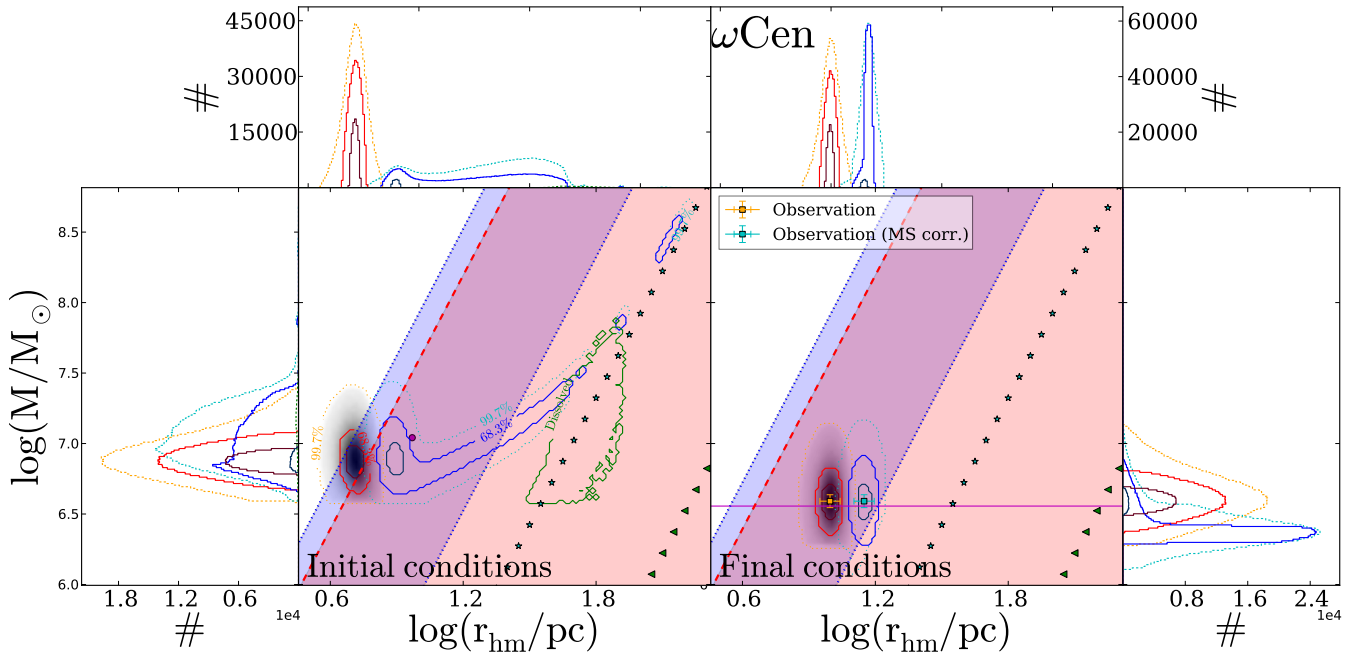 45000
30000
15000
#
ωCen
60000
40000
20000
#
8.5
8.0
7.5
7.0
6.5
6.0
log(M/M⊙)
99.7%
99.7%
68.3%
Dissolved
Initial conditions
Observation
Observation (MS corr.)
Final conditions
1.8 1.2 0.6
1e4
#
0.6 1.2 1.8
log(r_hm/pc)
0.6 1.2 1.8
log(r_hm/pc)
0.8 1.6 2.4
1e4
#